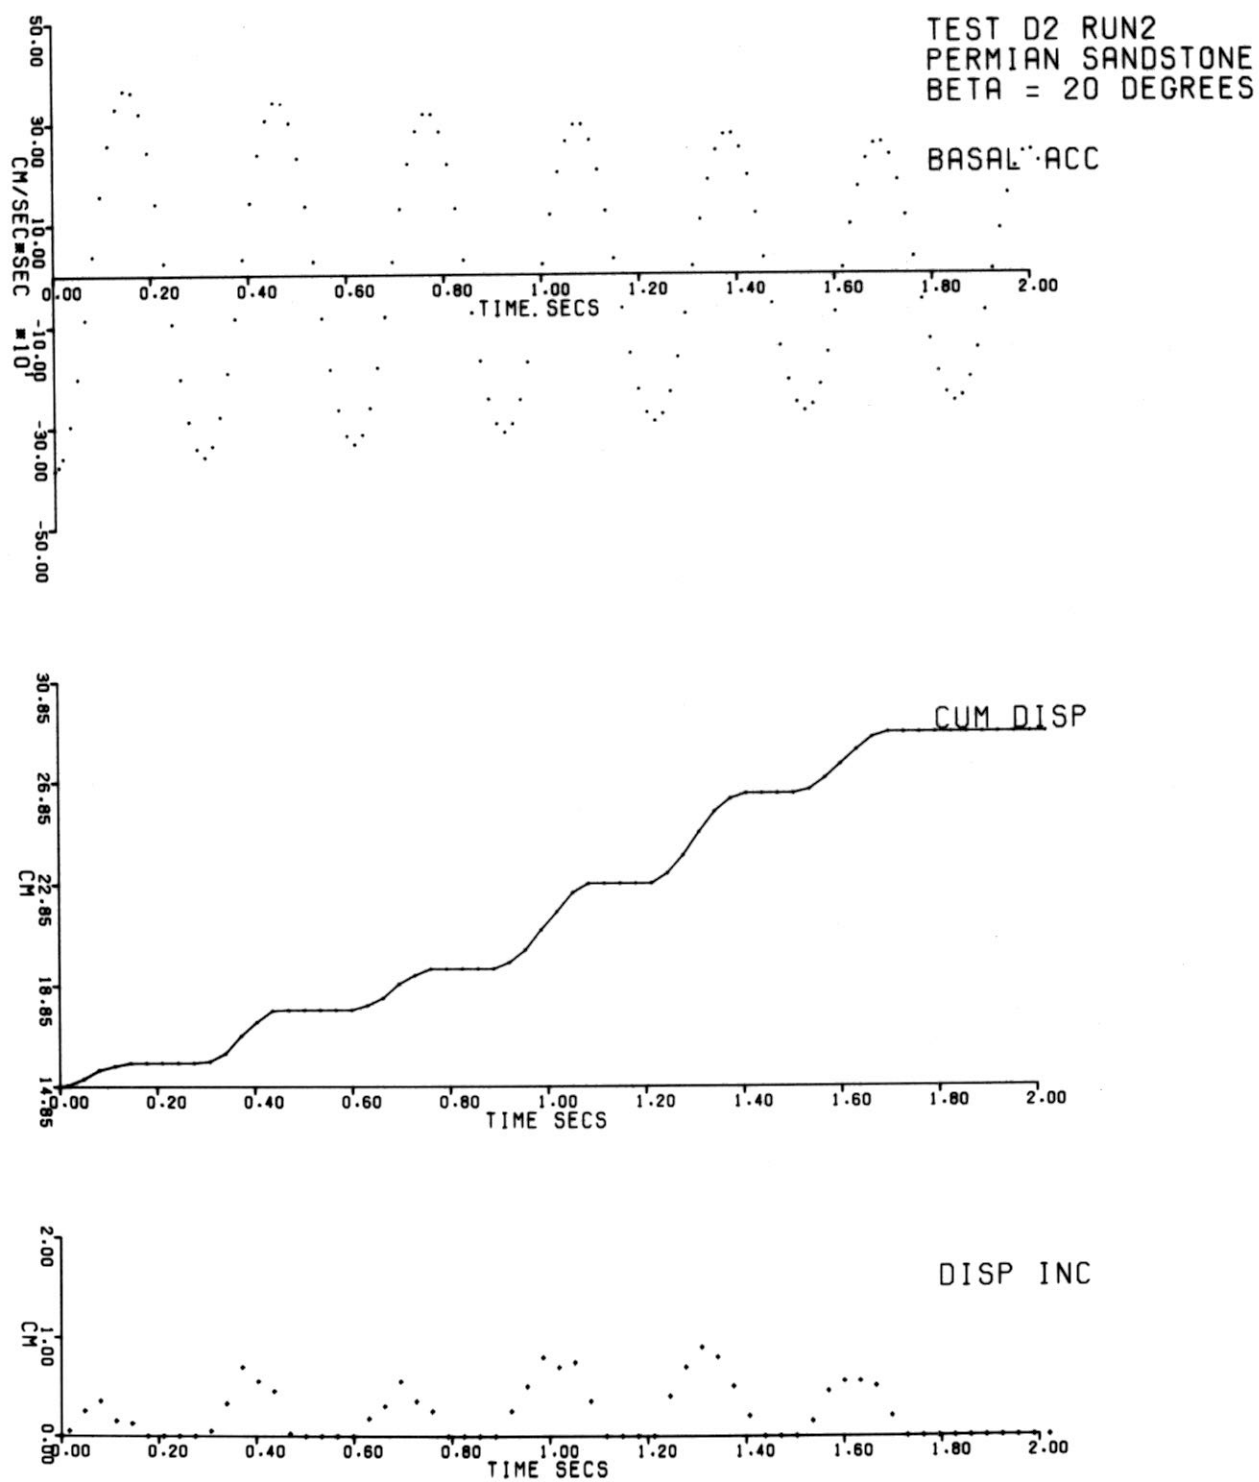 TEST D2 RUN2
PERMIAN SANDSTONE
BETA = 20 DEGREES
BASAL ACC
50.00
30.00
10.00
-10.00
-30.00
-50.00
CM/SEC*SEC *10¹
0.00 0.20 0.40 0.60 0.80 1.00 1.20 1.40 1.60 1.80 2.00
TIME SECS
CUM DISP
30.85
26.85
22.85
18.85
14.85
CM
0.00 0.20 0.40 0.60 0.80 1.00 1.20 1.40 1.60 1.80 2.00
TIME SECS
DISP INC
2.00
1.00
0.00
CM
0.00 0.20 0.40 0.60 0.80 1.00 1.20 1.40 1.60 1.80 2.00
TIME SECS